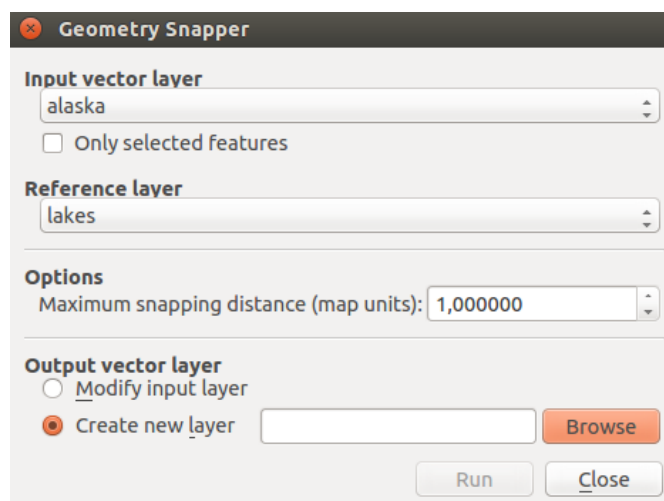 Geometry Snapper
Input vector layer
alaska
Only selected features
Reference layer
lakes
Options
Maximum snapping distance (map units): 1,000000
Output vector layer
Modify input layer
Create new layer Browse
Run Close